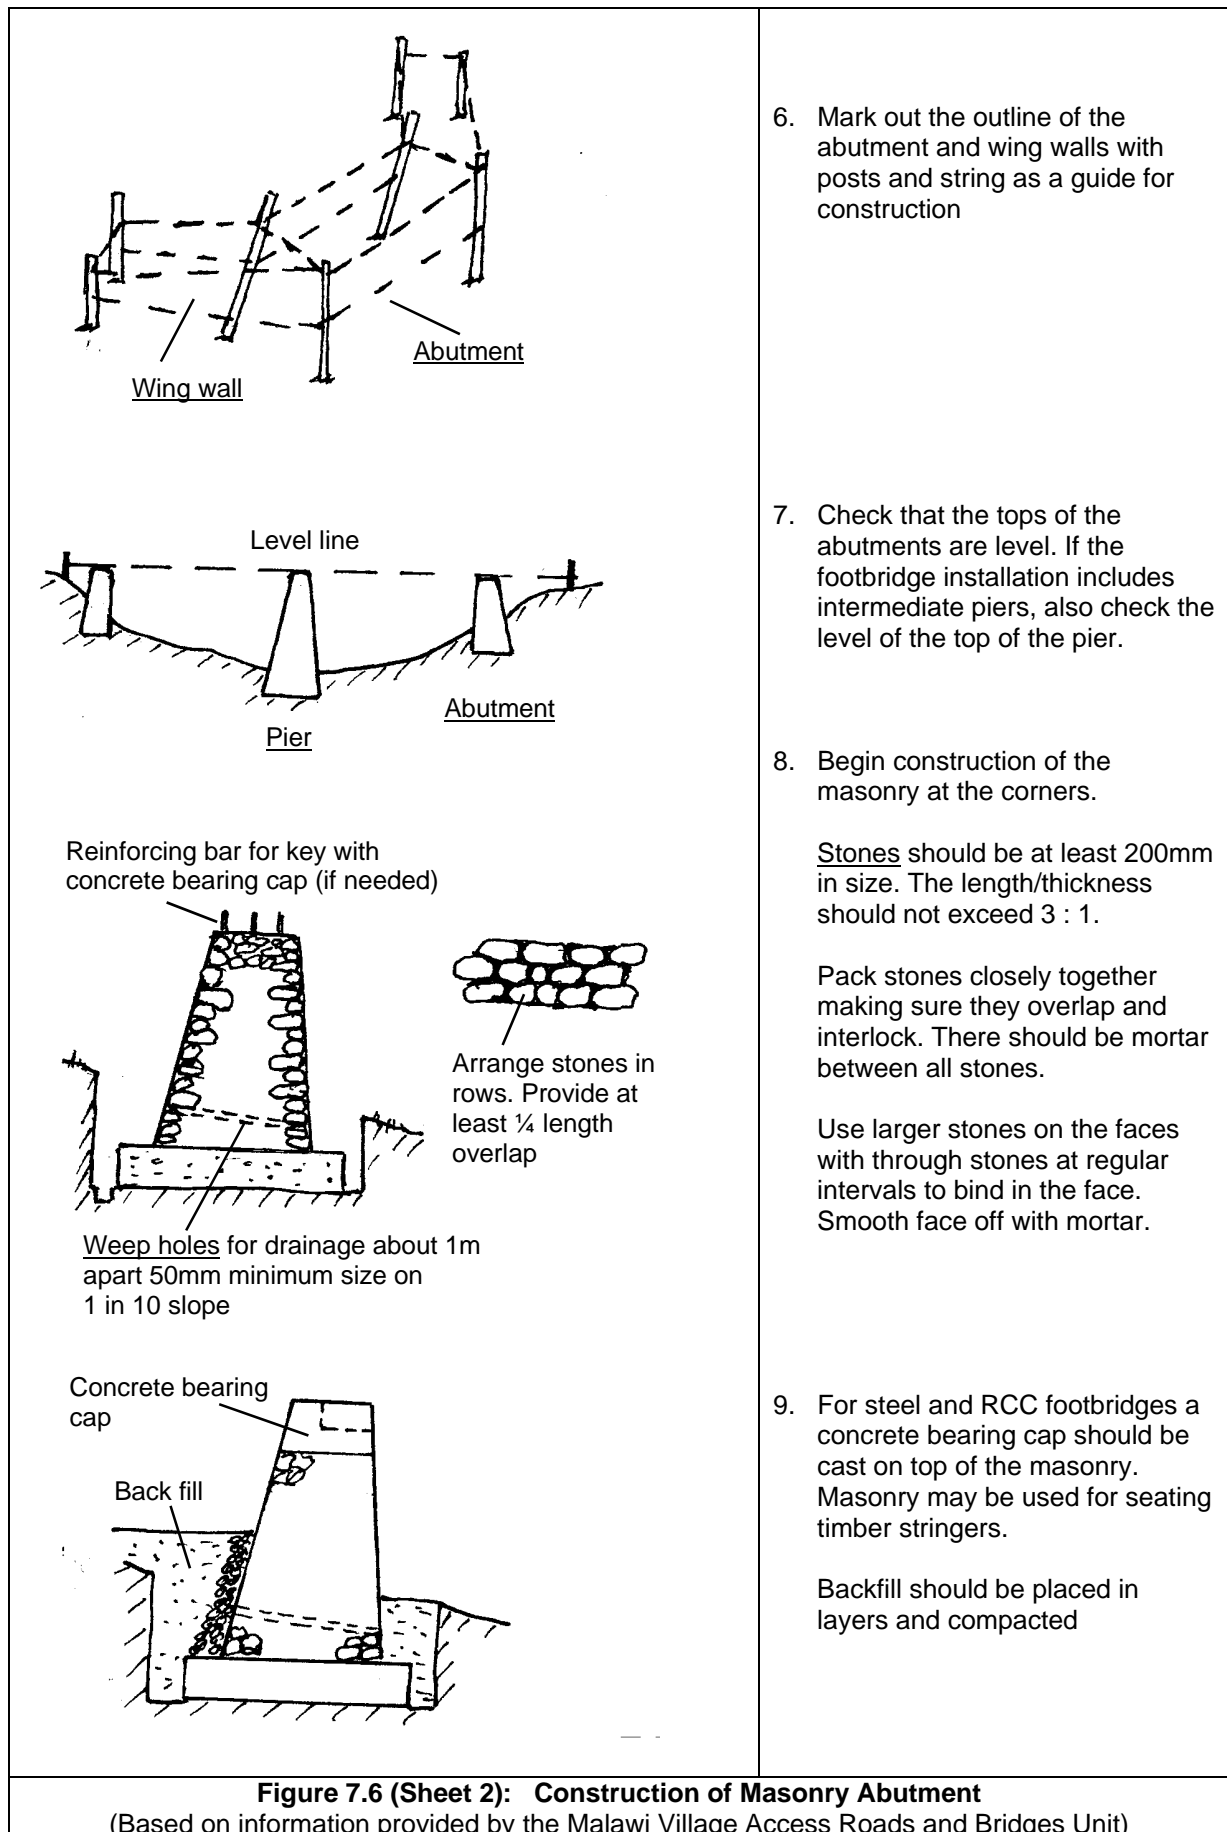 6. Mark out the outline of the
abutment and wing walls with
posts and string as a guide for
construction
Abutment
Wing wall
7. Check that the tops of the
abutments are level. If the
footbridge installation includes
intermediate piers, also check the
level of the top of the pier.
Level line
Abutment
Pier
8. Begin construction of the
masonry at the corners.
Stones should be at least 200mm
in size. The length/thickness
should not exceed 3 : 1.
Pack stones closely together
making sure they overlap and
interlock. There should be mortar
between all stones.
Use larger stones on the faces
with through stones at regular
intervals to bind in the face.
Smooth face off with mortar.
Reinforcing bar for key with
concrete bearing cap (if needed)
Arrange stones in
rows. Provide at
least ¼ length
overlap
Weep holes for drainage about 1m
apart 50mm minimum size on
1 in 10 slope
Concrete bearing
cap
Back fill
9. For steel and RCC footbridges a
concrete bearing cap should be
cast on top of the masonry.
Masonry may be used for seating
timber stringers.
Backfill should be placed in
layers and compacted
Figure 7.6 (Sheet 2): Construction of Masonry Abutment
(Based on information provided by the Malawi Village Access Roads and Bridges Unit)